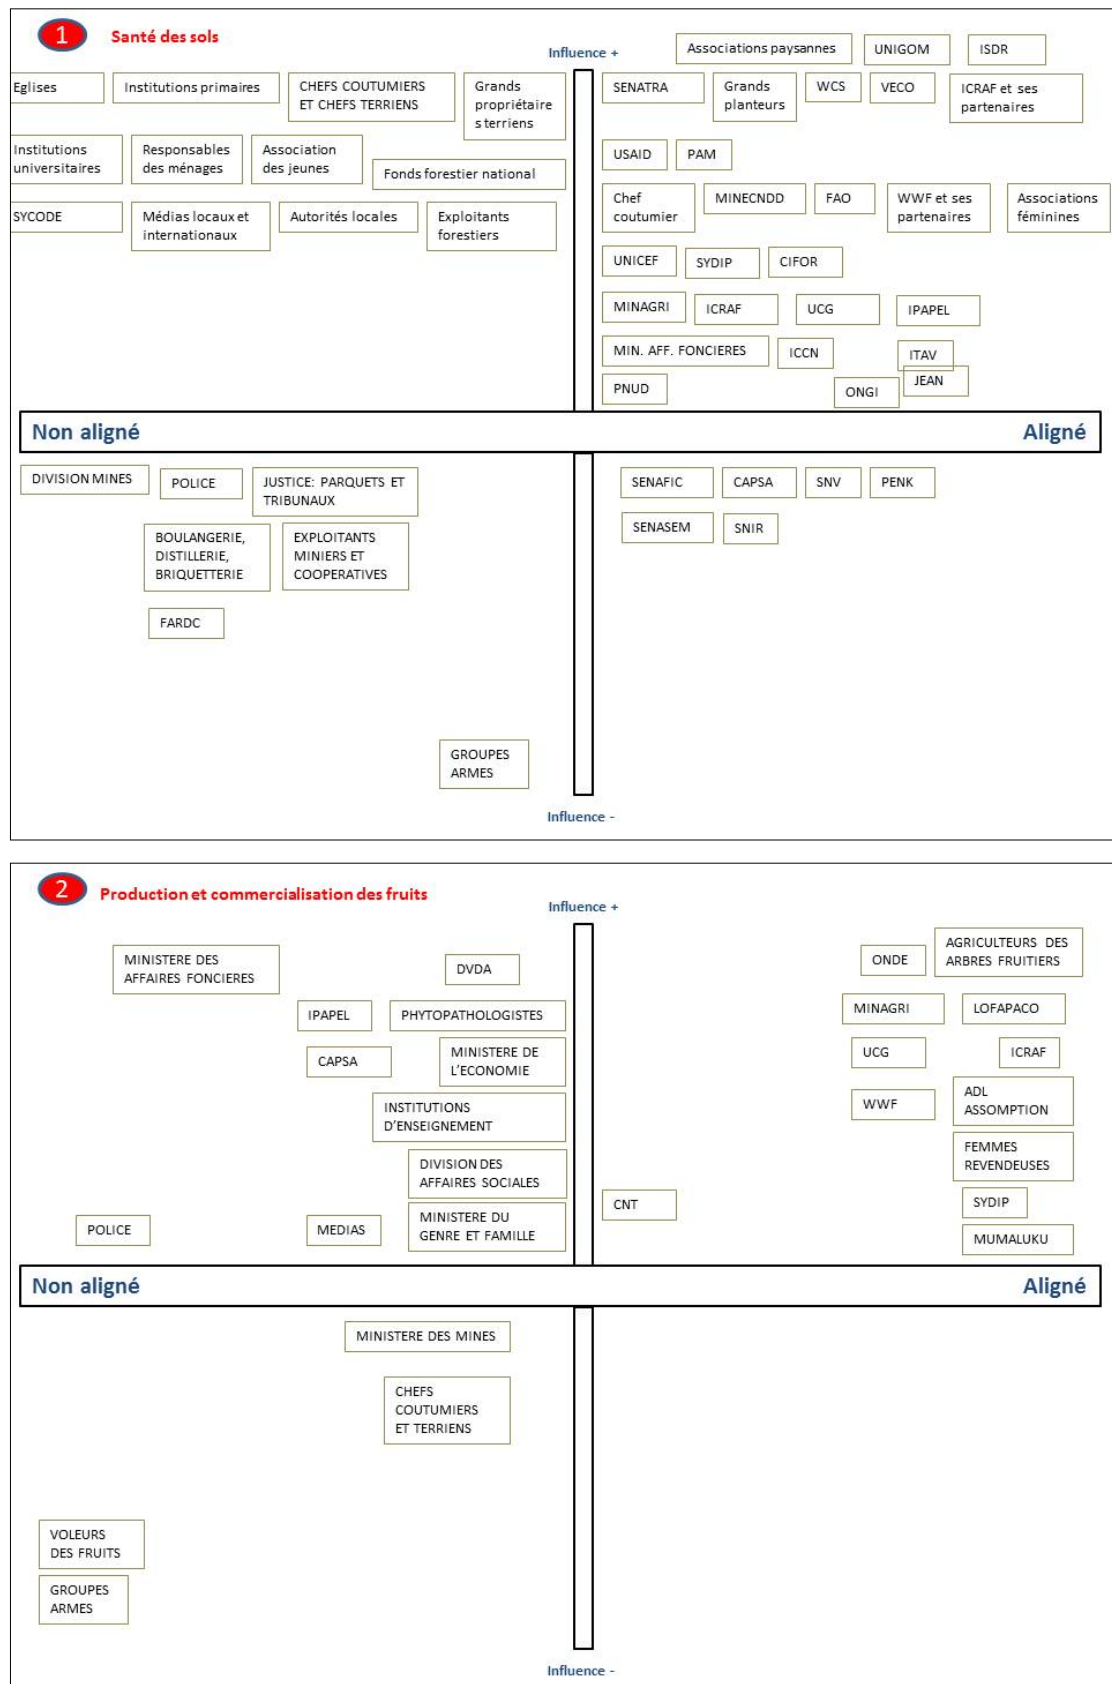 1
Santé des sols
Influence +
Associations paysannes
UNIGOM
ISDR
Eglises
Institutions primaires
CHEFS COUTUMIERS
ET CHEFS TERRIENS
Grands
propriétaire
s terriens
SENATRA
Grands
planteurs
WCS
VECO
ICRAF et ses
partenaires
Institutions
universitaires
Responsables
des ménages
Association
des jeunes
Fonds forestier national
USAID
PAM
SYCODE
Médias locaux et
internationaux
Autorités locales
Exploitants
forestiers
Chef
coutumier
MINECNDD
FAO
WWF et ses
partenaires
Associations
féminines
UNICEF
SYDIP
CIFOR
MINAGRI
ICRAF
UCG
IPAPEL
MIN. AFF. FONCIERES
ICCN
ITAV
PNUD
ONGI
JEAN
Non aligné
Aligné
DIVISION MINES
POLICE
JUSTICE: PARQUETS ET
TRIBUNAUX
SENAFIC
CAPSA
SNV
PENK
BOULANGERIE,
DISTILLERIE,
BRIQUETTERIE
EXPLOITANTS
MINIERS ET
COOPERATIVES
SENASEM
SNIR
FARDC
GROUPES
ARMES
Influence -
2
Production et commercialisation des fruits
Influence +
MINISTERE DES
AFFAIRES FONCIERES
DVDA
ONDE
AGRICULTEURS DES
ARBRES FRUITIERS
IPAPEL
PHYTOPATHOLOGISTES
MINAGRI
LOFAPACO
CAPSA
MINISTERE DE
L'ECONOMIE
UCG
ICRAF
INSTITUTIONS
D'ENSEIGNEMENT
WWF
ADL
ASSOMPTION
DIVISION DES
AFFAIRES SOCIALES
FEMMES
REVENDEUSES
POLICE
MEDIAS
MINISTERE DU
GENRE ET FAMILLE
CNT
SYDIP
MUMALUKU
Non aligné
Aligné
MINISTERE DES MINES
CHEFS
COUTUMIERS
ET TERRIENS
VOLEURS
DES FRUITS
GROUPES
ARMES
Influence -